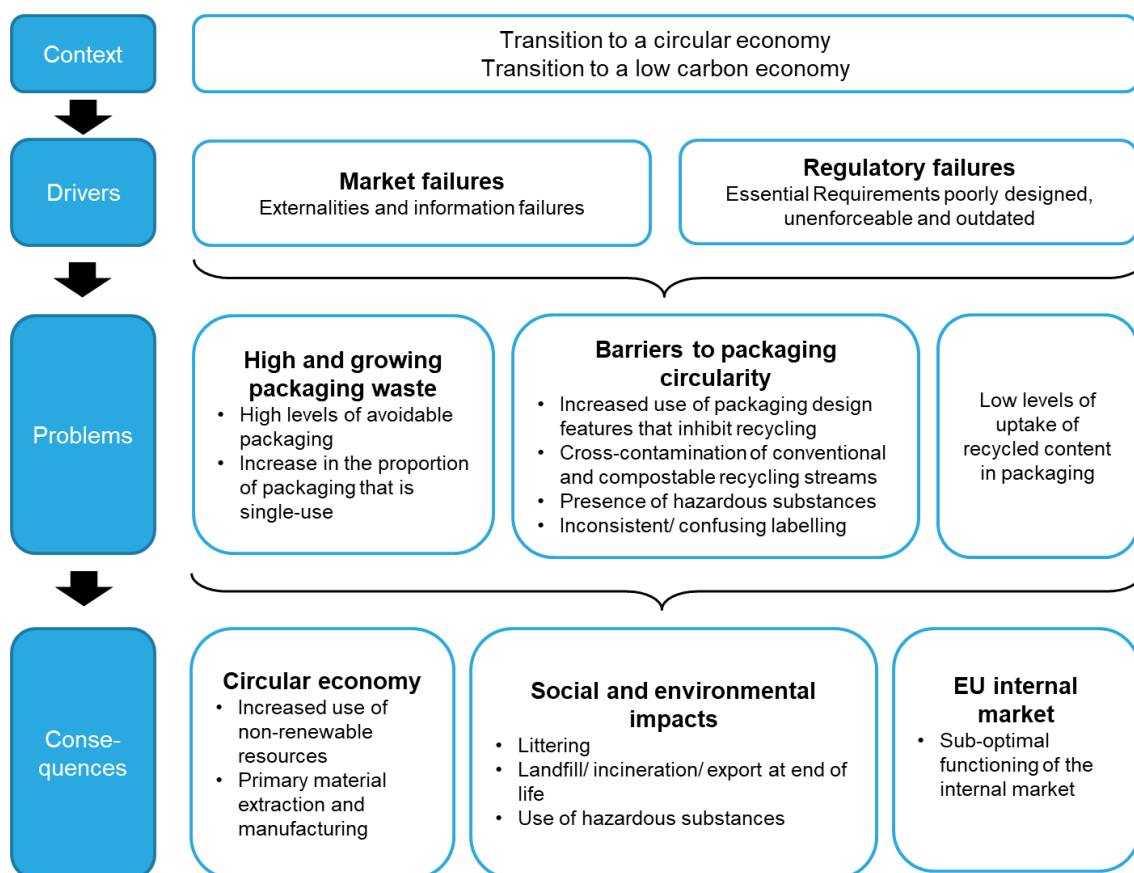 Context
Transition to a circular economy
Transition to a low carbon economy
Drivers
Market failures
Externalities and information failures
Regulatory failures
Essential Requirements poorly designed,
unenforceable and outdated
Problems
High and growing
packaging waste
• High levels of avoidable
packaging
• Increase in the proportion
of packaging that is
single-use
Barriers to packaging
circularity
• Increased use of packaging design
features that inhibit recycling
• Cross-contamination of conventional
and compostable recycling streams
• Presence of hazardous substances
• Inconsistent/ confusing labelling
Low levels of
uptake of
recycled content
in packaging
Conse-
quences
Circular economy
• Increased use of
non-renewable
resources
• Primary material
extraction and
manufacturing
Social and environmental
impacts
• Littering
• Landfill/ incineration/ export at end of
life
• Use of hazardous substances
EU internal
market
• Sub-optimal
functioning of the
internal market